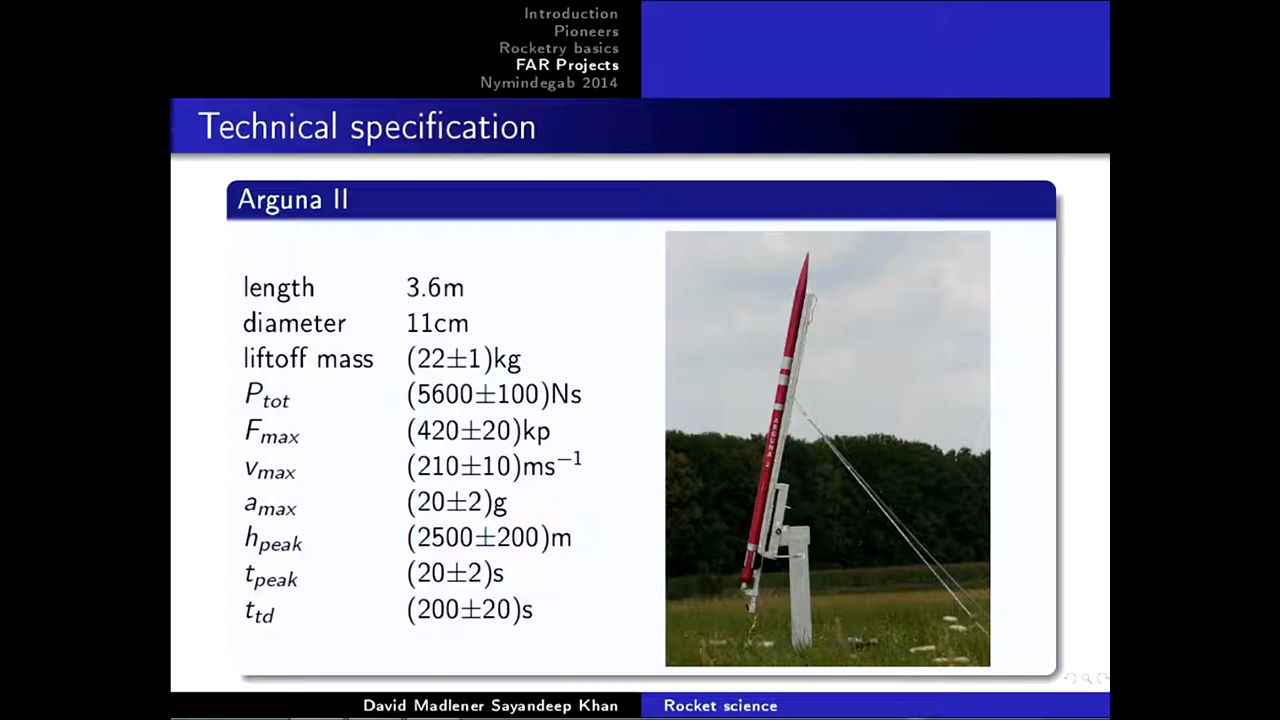 Introduction
Pioneers
Rocketry basics
FAR Projects
Nymindegab 2014
Technical specification
Arguna II
length 3.6m
diameter 11cm
liftoff mass (22±1)kg
P_tot (5600±100)Ns
F_max (420±20)kp
v_max (210±10)ms⁻¹
a_max (20±2)g
h_peak (2500±200)m
t_peak (20±2)s
t_td (200±20)s
ARGUNA 2
David Madlener Sayandeep Khan
Rocket science